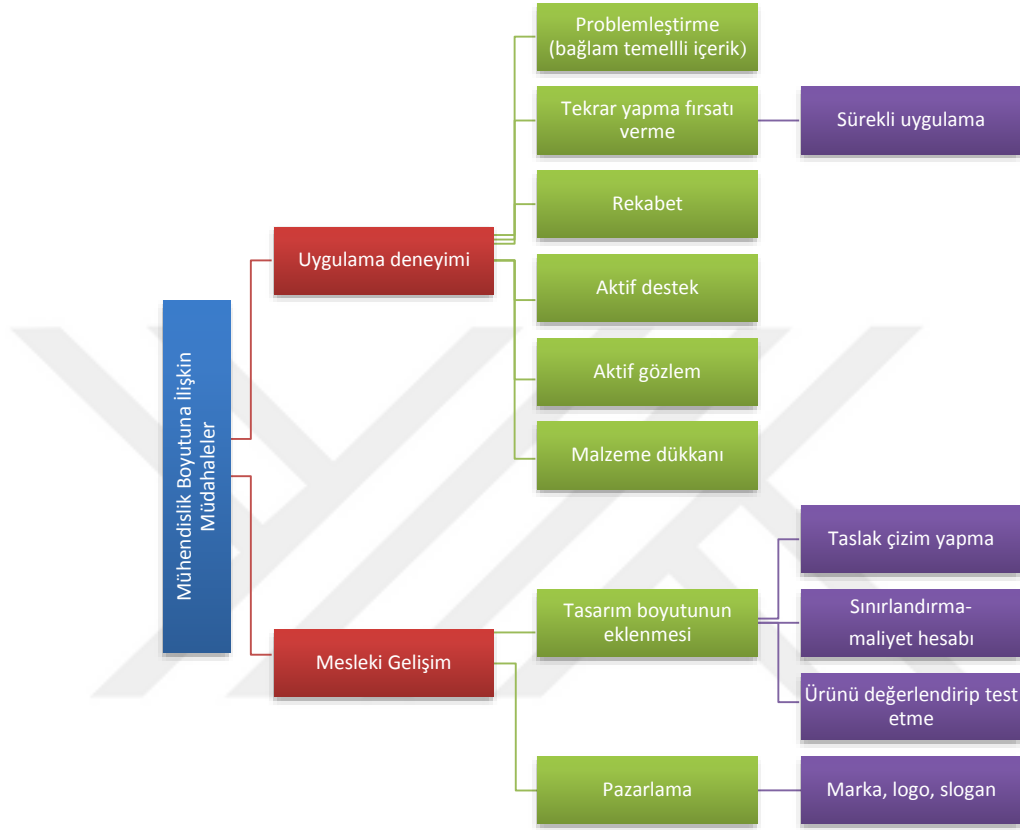 Mühendislik Boyutuna İlişkin
Müdahaleler
Uygulama deneyimi
Problemleştirme
(bağlam temellli içerik)
Tekrar yapma fırsatı
verme
Sürekli uygulama
Rekabet
Aktif destek
Aktif gözlem
Malzeme dükkanı
Mesleki Gelişim
Tasarım boyutunun
eklenmesi
Taslak çizim yapma
Sınırlandırma-
maliyet hesabı
Ürünü değerlendirip test
etme
Pazarlama
Marka, logo, slogan